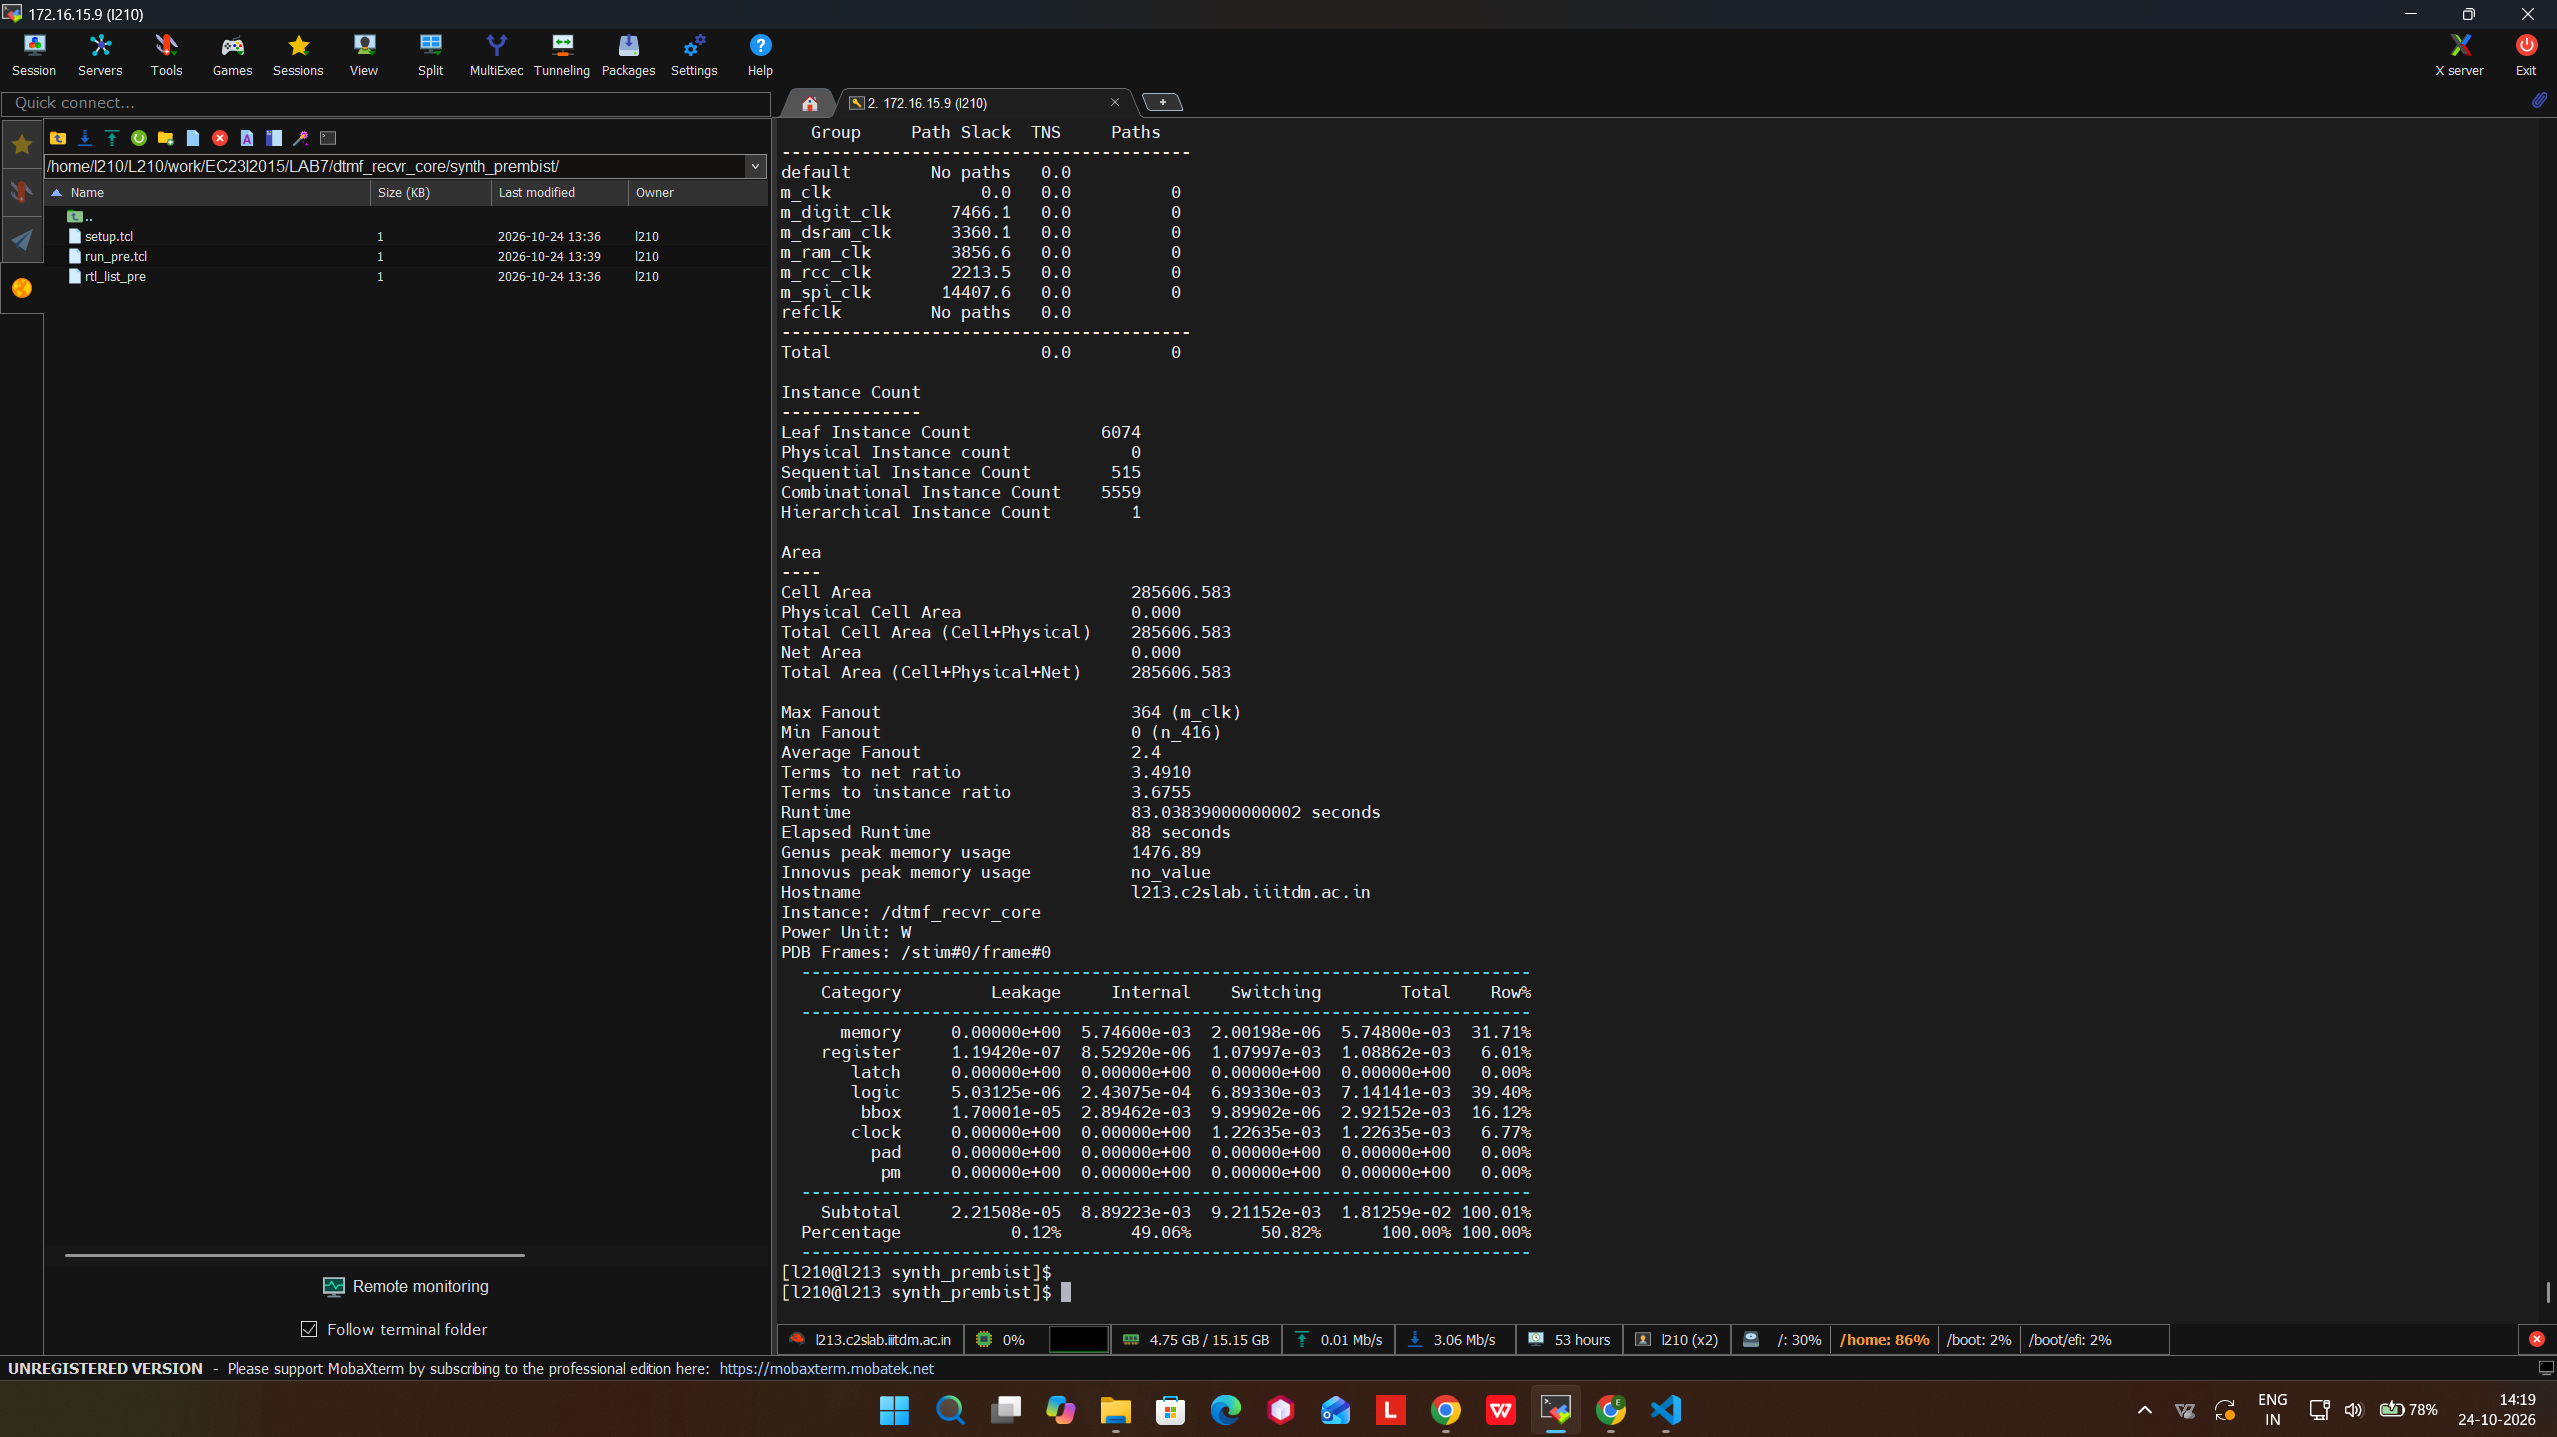 172.16.15.9 (l210)
Session Servers Tools Games Sessions View Split MultiExec Tunneling Packages Settings Help X server Exit
Quick connect...
2. 172.16.15.9 (l210)
/home/l210/L210/work/EC23I2015/LAB7/dtmf_recvr_core/synth_prembist/
Name Size (KB) Last modified Owner
..
setup.tcl 1 2026-10-24 13:36 l210
run_pre.tcl 1 2026-10-24 13:39 l210
rtl_list_pre 1 2026-10-24 13:36 l210
Remote monitoring
Follow terminal folder
Group Path Slack TNS Paths
-----------------------------------------
default No paths 0.0
m_clk 0.0 0.0 0
m_digit_clk 7466.1 0.0 0
m_dsram_clk 3360.1 0.0 0
m_ram_clk 3856.6 0.0 0
m_rcc_clk 2213.5 0.0 0
m_spi_clk 14407.6 0.0 0
refclk No paths 0.0
-----------------------------------------
Total 0.0 0
Instance Count
--------------
Leaf Instance Count 6074
Physical Instance count 0
Sequential Instance Count 515
Combinational Instance Count 5559
Hierarchical Instance Count 1
Area
----
Cell Area 285606.583
Physical Cell Area 0.000
Total Cell Area (Cell+Physical) 285606.583
Net Area 0.000
Total Area (Cell+Physical+Net) 285606.583
Max Fanout 364 (m_clk)
Min Fanout 0 (n_416)
Average Fanout 2.4
Terms to net ratio 3.4910
Terms to instance ratio 3.6755
Runtime 83.03839000000002 seconds
Elapsed Runtime 88 seconds
Genus peak memory usage 1476.89
Innovus peak memory usage no_value
Hostname l213.c2slab.iiitdm.ac.in
Instance: /dtmf_recvr_core
Power Unit: W
PDB Frames: /stim#0/frame#0
-------------------------------------------------------------------------
Category Leakage Internal Switching Total Row%
-------------------------------------------------------------------------
memory 0.00000e+00 5.74600e-03 2.00198e-06 5.74800e-03 31.71%
register 1.19420e-07 8.52920e-06 1.07997e-03 1.08862e-03 6.01%
latch 0.00000e+00 0.00000e+00 0.00000e+00 0.00000e+00 0.00%
logic 5.03125e-06 2.43075e-04 6.89330e-03 7.14141e-03 39.40%
bbox 1.70001e-05 2.89462e-03 9.89902e-06 2.92152e-03 16.12%
clock 0.00000e+00 0.00000e+00 1.22635e-03 1.22635e-03 6.77%
pad 0.00000e+00 0.00000e+00 0.00000e+00 0.00000e+00 0.00%
pm 0.00000e+00 0.00000e+00 0.00000e+00 0.00000e+00 0.00%
-------------------------------------------------------------------------
Subtotal 2.21508e-05 8.89223e-03 9.21152e-03 1.81259e-02 100.01%
Percentage 0.12% 49.06% 50.82% 100.00% 100.00%
-------------------------------------------------------------------------
[l210@l213 synth_prembist]$
[l210@l213 synth_prembist]$
l213.c2slab.iiitdm.ac.in 0% 4.75 GB / 15.15 GB 0.01 Mb/s 3.06 Mb/s 53 hours l210 (x2) /: 30% /home: 86% /boot: 2% /boot/efi: 2%
UNREGISTERED VERSION - Please support MobaXterm by subscribing to the professional edition here: https://mobaxterm.mobatek.net
ENG
IN
78%
14:19
24-10-2026